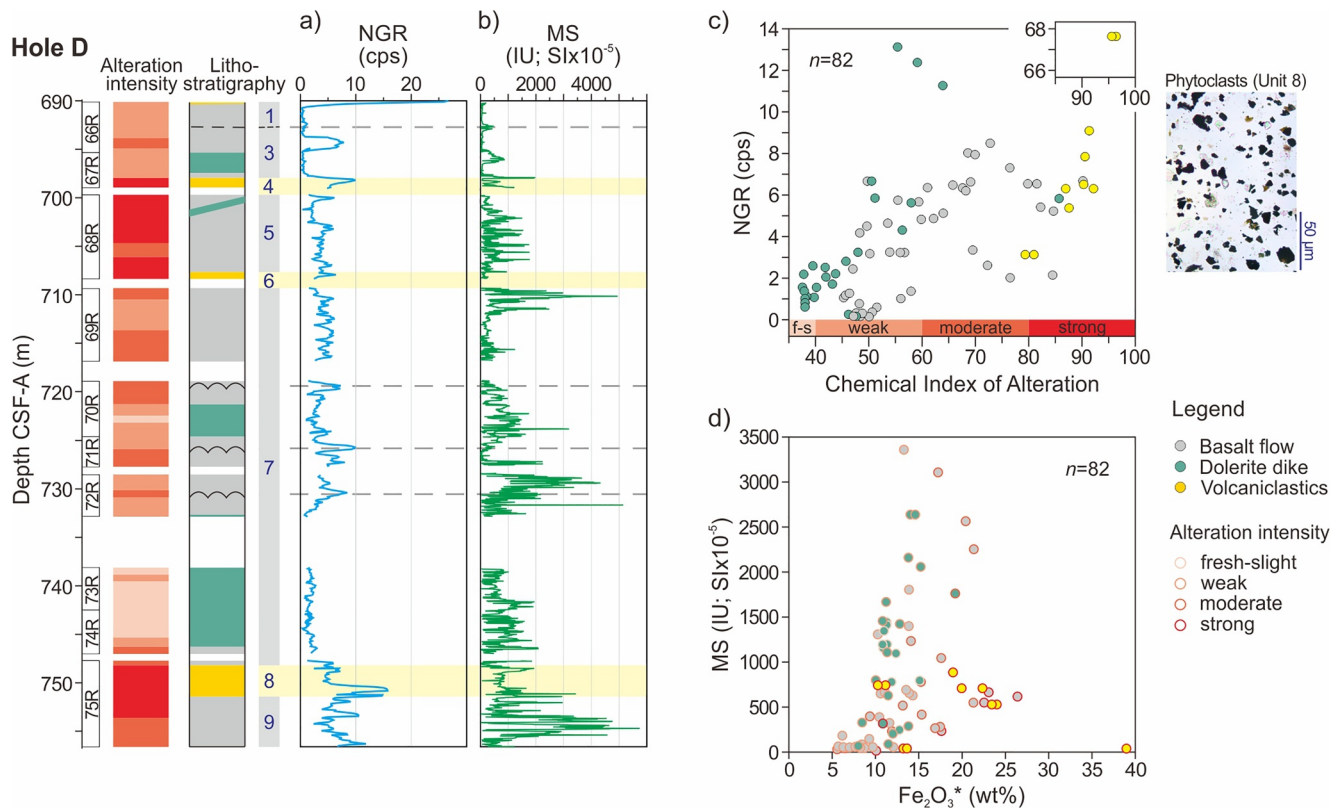 Hole D
Alteration
intensity
Litho-
stratigraphy
a)
NGR
(cps)
0 10 20
b)
MS
(IU; SIx10-5)
0 2000 4000
Depth CSF-A (m)
690
700
710
720
730
740
750
66R
67R
68R
69R
70R
71R
72R
73R
74R
75R
1
3
4
5
6
7
8
9
c)
n=82
NGR (cps)
14
12
10
8
6
4
2
0
68
66
90 100
f-s weak moderate strong
40 50 60 70 80 90 100
Chemical Index of Alteration
Phytoclasts (Unit 8)
50 µm
d)
n=82
MS (IU; SIx10-5)
3500
3000
2500
2000
1500
1000
500
0
0 5 10 15 20 25 30 35 40
Fe2O3* (wt%)
Legend
Basalt flow
Dolerite dike
Volcaniclastics
Alteration intensity
fresh-slight
weak
moderate
strong